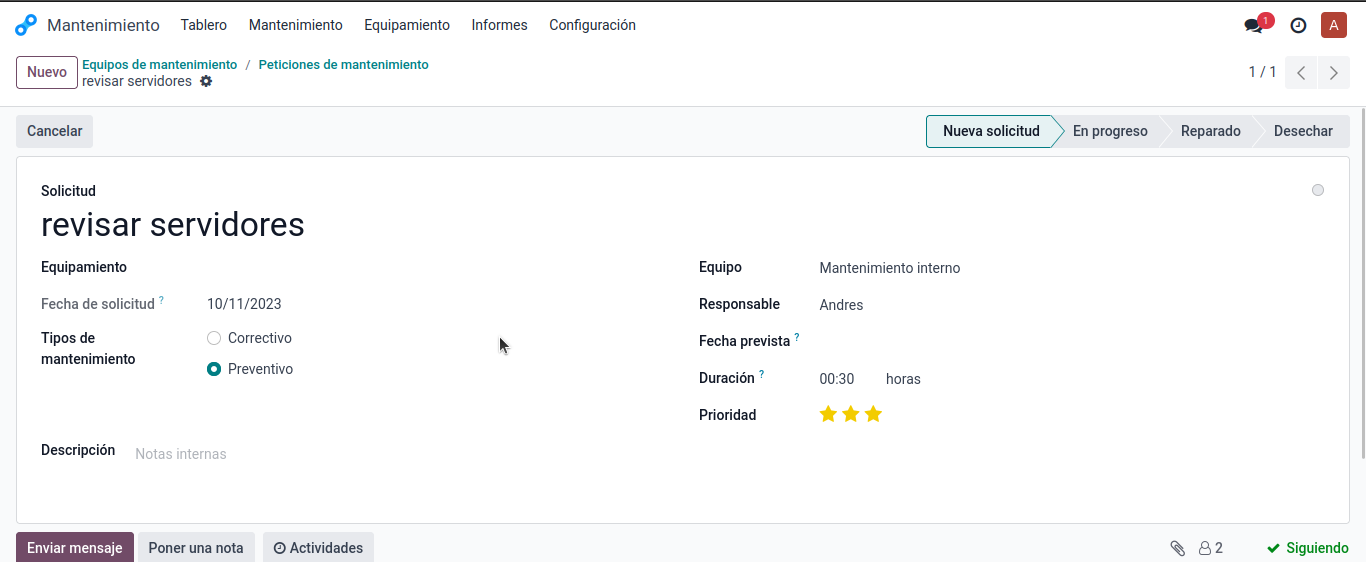 Mantenimiento Tablero Mantenimiento Equipamiento Informes Configuración 1 A
Nuevo Equipos de mantenimiento / Peticiones de mantenimiento
revisar servidores 1 / 1
Cancelar Nueva solicitud En progreso Reparado Desechar
Solicitud
revisar servidores
Equipamiento
Fecha de solicitud ? 10/11/2023
Tipos de mantenimiento
Correctivo
Preventivo
Equipo Mantenimiento interno
Responsable Andres
Fecha prevista ?
Duración ? 00:30 horas
Prioridad
Descripción Notas internas
Enviar mensaje Poner una nota Actividades 2 Siguiendo